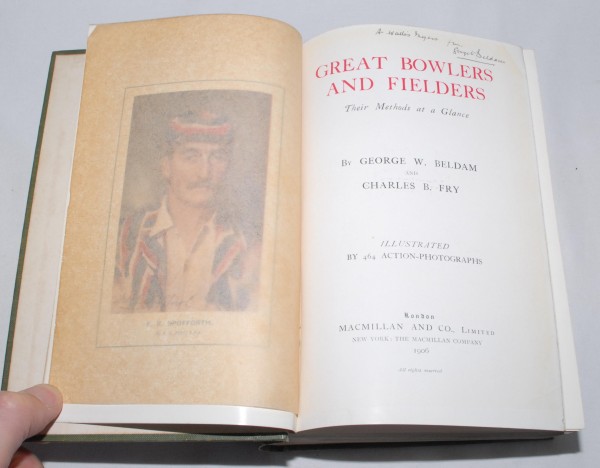 F. R. SPOFFORTH,
GREAT BOWLERS
AND FIELDERS
Their Methods at a Glance
BY GEORGE W. BELDAM
AND
CHARLES B. FRY
ILLUSTRATED
BY 464 ACTION-PHOTOGRAPHS
London
MACMILLAN AND CO., LIMITED
NEW YORK: THE MACMILLAN COMPANY
1906
All rights reserved